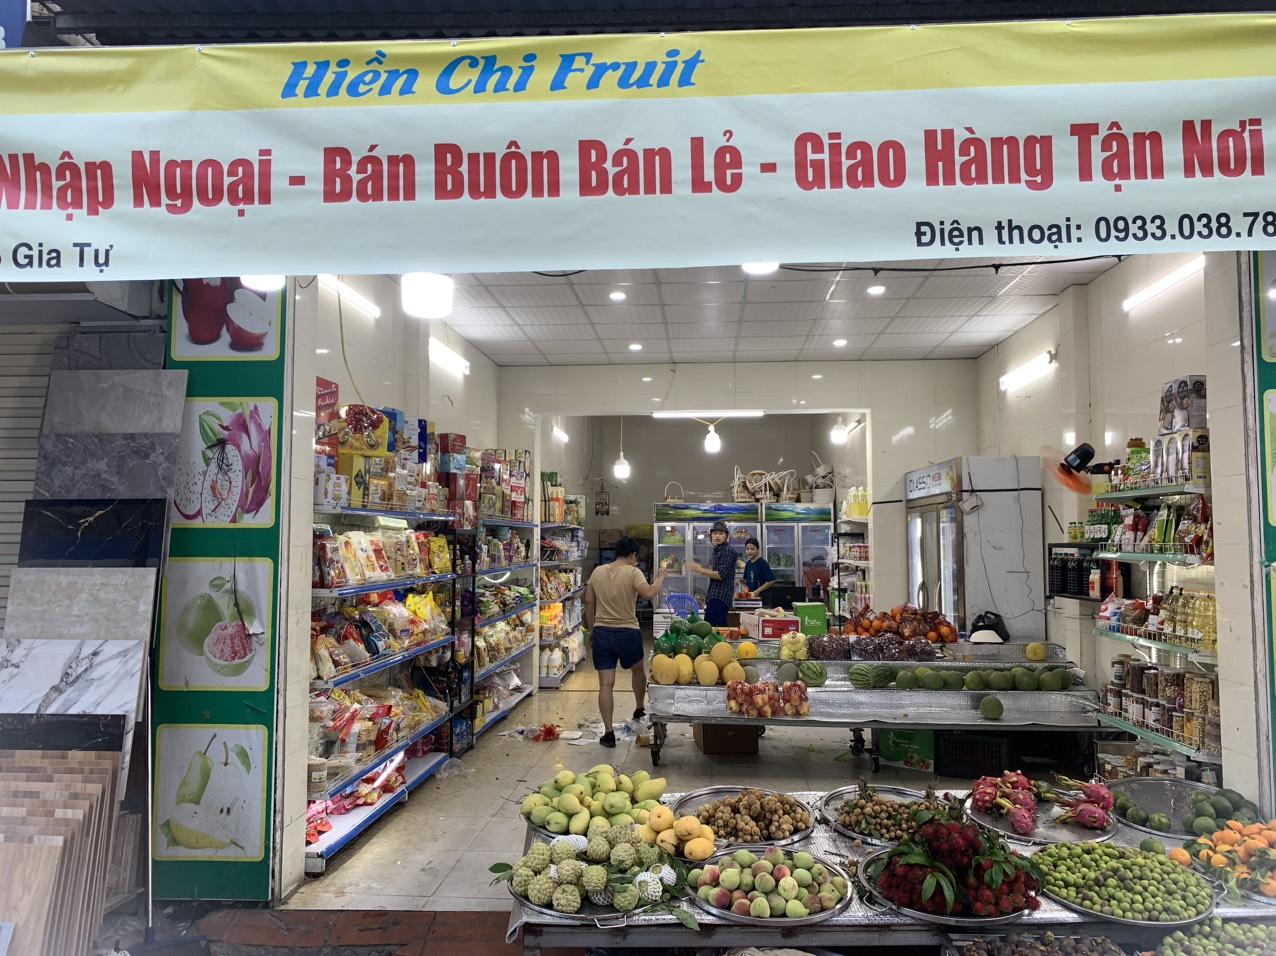 Hiền Chi Fruit
Nhập Ngoại - Bán Buôn Bán Lẻ - Giao Hàng Tận Nơi
Gia Tự
Điện thoại: 0933.038.78